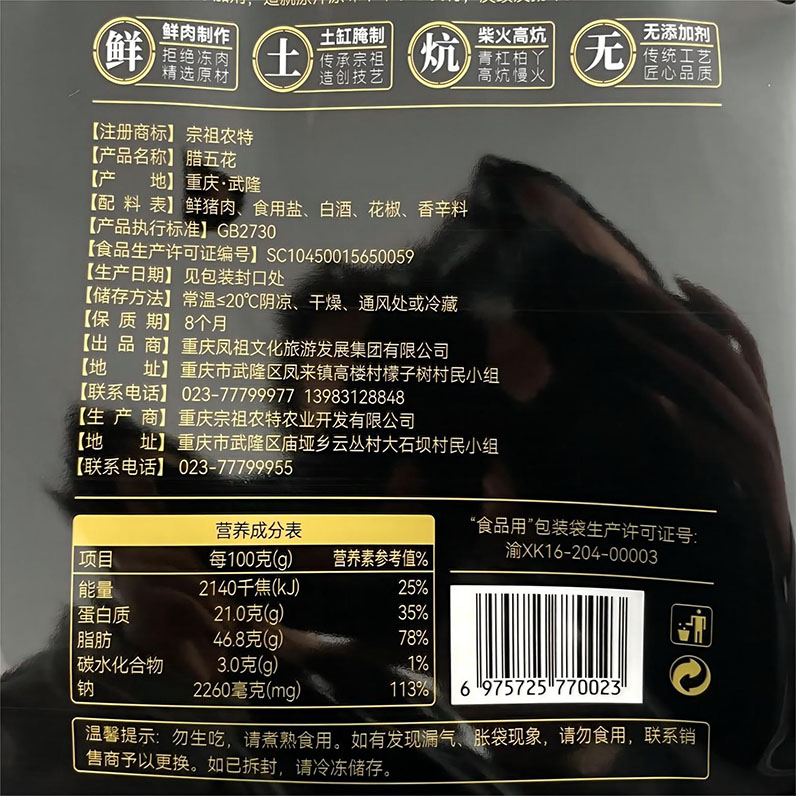 鲜
鲜肉制作
拒绝冻肉
精选原材
土
土缸腌制
传承宗祖
造创技艺
炕
柴火高炕
青杠柏丫
高炕慢火
无
无添加剂
传统工艺
匠心品质
【注册商标】宗祖农特
【产品名称】腊五花
【产 地】重庆·武隆
【配 料 表】鲜猪肉、食用盐、白酒、花椒、香辛料
【产品执行标准】GB2730
【食品生产许可证编号】SC10450015650059
【生产日期】见包装封口处
【储存方法】常温≤20℃阴凉、干燥、通风处或冷藏
【保 质 期】8个月
【出 品 商】重庆凤祖文化旅游发展集团有限公司
【地 址】重庆市武隆区凤来镇高楼村檬子树村民小组
【联系电话】023-77799977 13983128848
【生 产 商】重庆宗祖农特农业开发有限公司
【地 址】重庆市武隆区庙垭乡云丛村大石坝村民小组
【联系电话】023-77799955
营养成分表
项目 每100克(g) 营养素参考值%
能量 2140千焦(kJ) 25%
蛋白质 21.0克(g) 35%
脂肪 46.8克(g) 78%
碳水化合物 3.0克(g) 1%
钠 2260毫克(mg) 113%
“食品用”包装袋生产许可证号:
渝XK16-204-00003
6 975725 770023
温馨提示: 勿生吃, 请煮熟食用。如有发现漏气、胀袋现象, 请勿食用, 联系销
售商予以更换。如已拆封, 请冷冻储存。